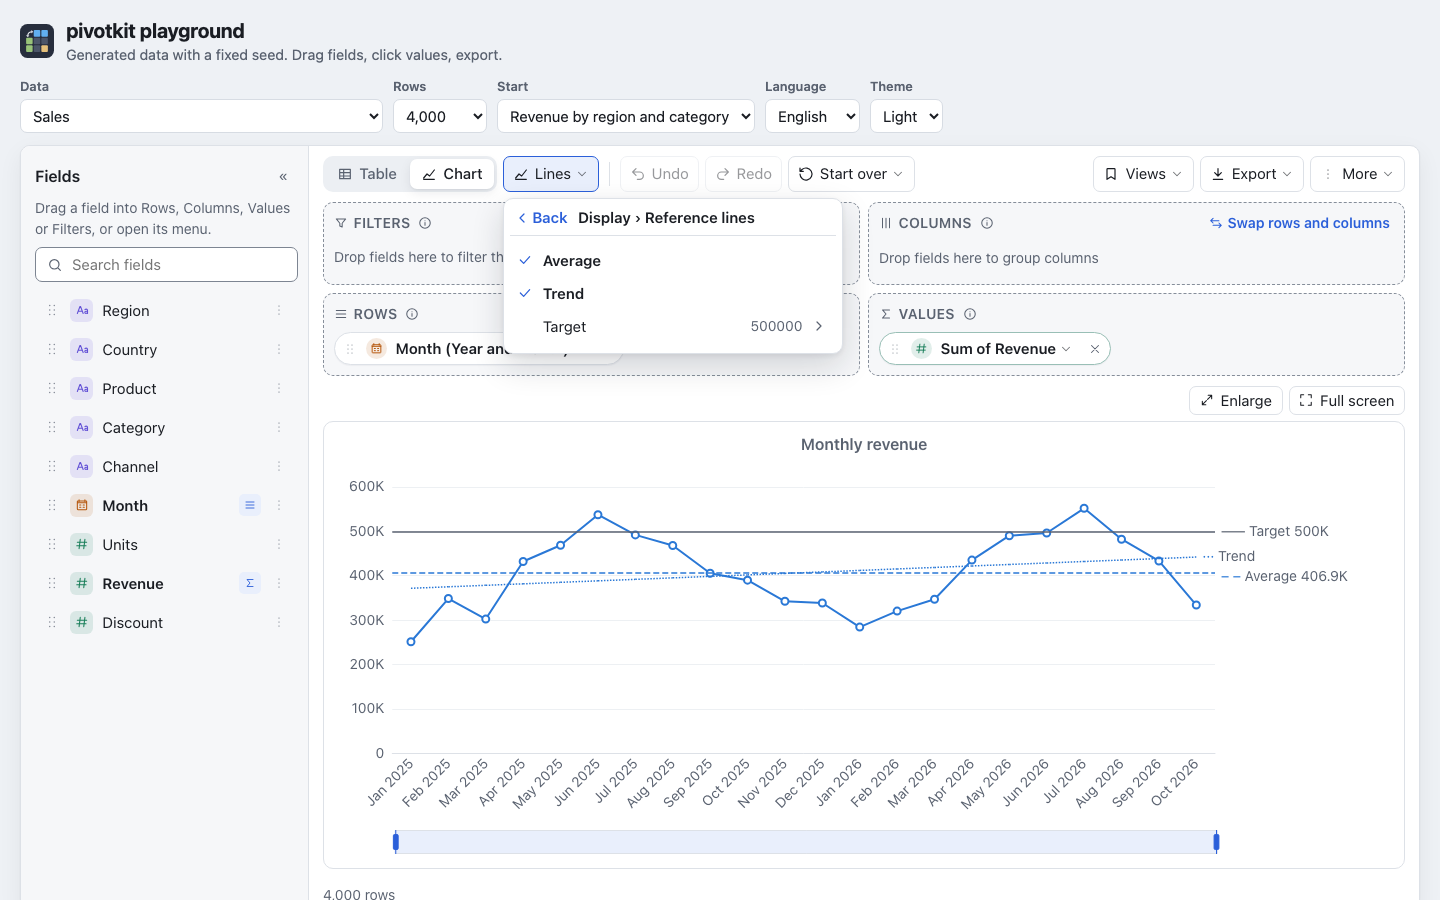 pivotkit playground
Generated data with a fixed seed. Drag fields, click values, export.
Data
Rows
Start
Language
Theme
Sales
4,000
Revenue by region and category
English
Light
Fields
«
Drag a field into Rows, Columns, Values
or Filters, or open its menu.
Search fields
Aa Region
Aa Country
Aa Product
Aa Category
Aa Channel
Month
# Units
# Revenue Σ
# Discount
Table
Chart
Lines
Undo
Redo
Start over
Views
Export
More
Back
Display › Reference lines
Average
Trend
Target 500000
FILTERS
Drop fields here to filter th
COLUMNS
Swap rows and columns
Drop fields here to group columns
ROWS
Month (Year
Σ VALUES
# Sum of Revenue
Enlarge
Full screen
Monthly revenue
600K
500K
400K
300K
200K
100K
0
Target 500K
Trend
Average 406.9K
Jan 2025
Feb 2025
Mar 2025
Apr 2025
May 2025
Jun 2025
Jul 2025
Aug 2025
Sep 2025
Oct 2025
Nov 2025
Dec 2025
Jan 2026
Feb 2026
Mar 2026
Apr 2026
May 2026
Jun 2026
Jul 2026
Aug 2026
Sep 2026
Oct 2026
4,000 rows